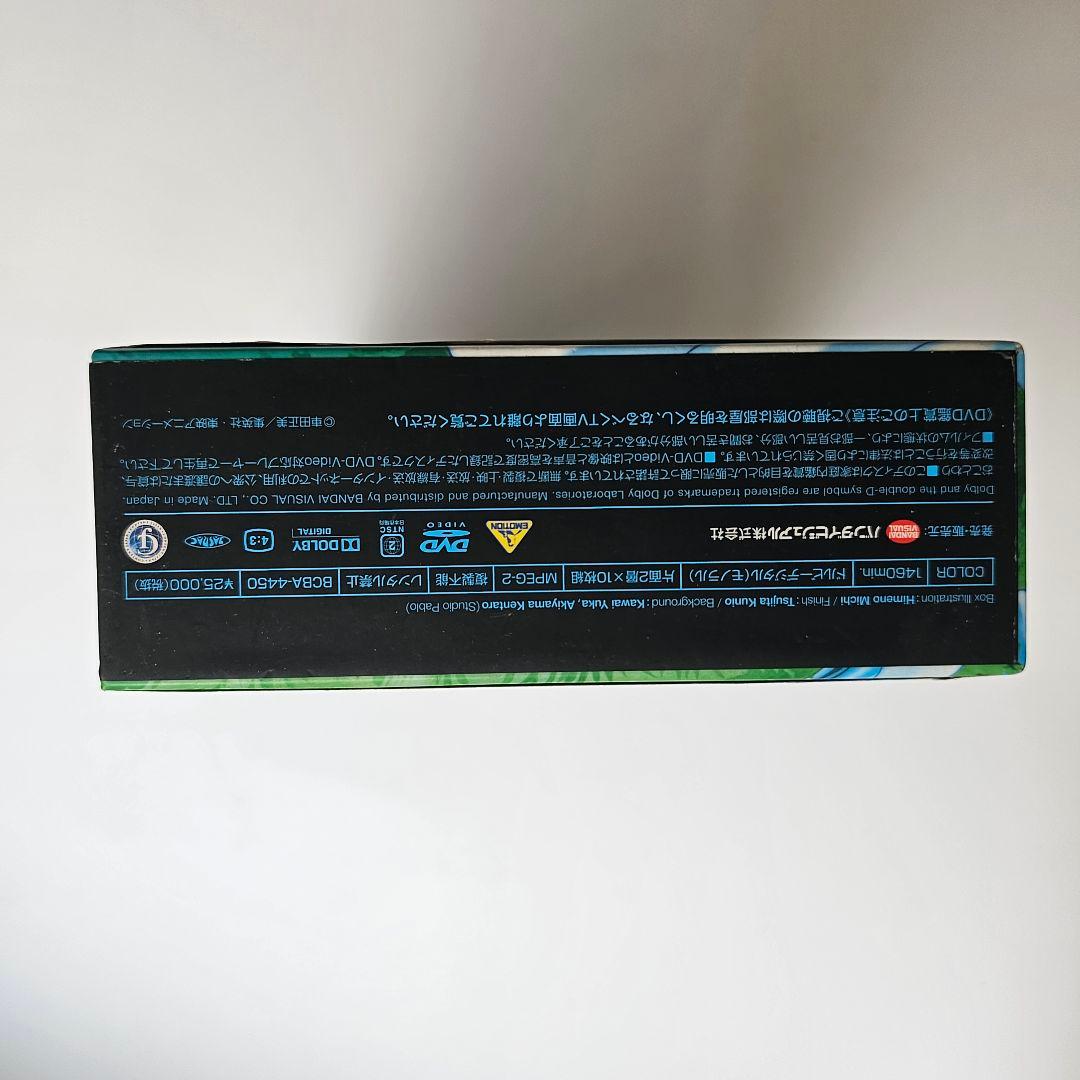 Box Illustration : Himeno Michi / Finish : Tsujita Kunio / Background : Kawai Yuka, Akiyama Kentaro (Studio Pablo)
COLOR 1460min. ドルビーデジタル(モノラル) 片面2層×10枚組 MPEG-2 複製不能 レンタル禁止 BCBA-4450 ¥25,000(税抜)
発売・販売元: BANDAI VISUAL バンダイビジュアル株式会社 EMOTION DVD VIDEO 2 NTSC 日本市場向 DOLBY DIGITAL 4:3 JASRAC
Dolby and the double-D symbol are registered trademarks of Dolby Laboratories. Manufactured and distributed by BANDAI VISUAL CO., LTD. Made in Japan
おことわり ■このディスクは家庭内鑑賞を目的とした販売に限って許諾されています。無断で複製・上映・放送・有線放送・インターネットでの利用、公衆への譲渡または貸与、
改変等を行うことは法律により固く禁じられています。 ■DVD-Videoとは映像と音声を高密度で記録したディスクです。DVD-Video対応プレーヤーで再生して下さい。
■フィルムの状態により、一部お見苦しい部分、お聞き苦しい部分があることをご了承ください。
《DVD鑑賞上のご注意》ご視聴の際は部屋を明るくし、なるべくTV画面より離れてご覧ください。 ©車田正美／集英社・東映アニメーション